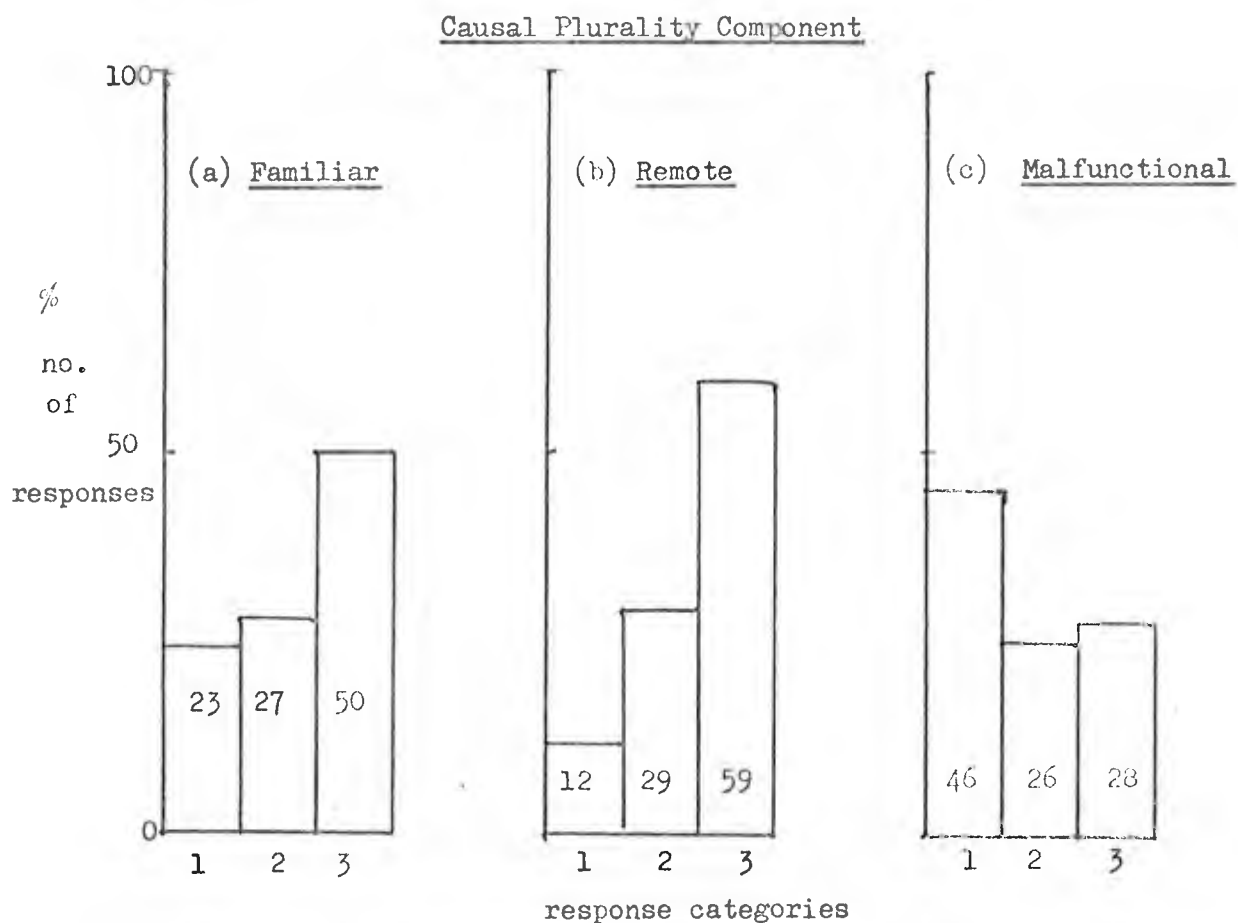 Causal Plurality Component
100
(a) Familiar
(b) Remote
(c) Malfunctional
%
no.
of
50
responses
23 27 50
12 29 59
46 26 28
0
1 2 3
1 2 3
1 2 3
response categories